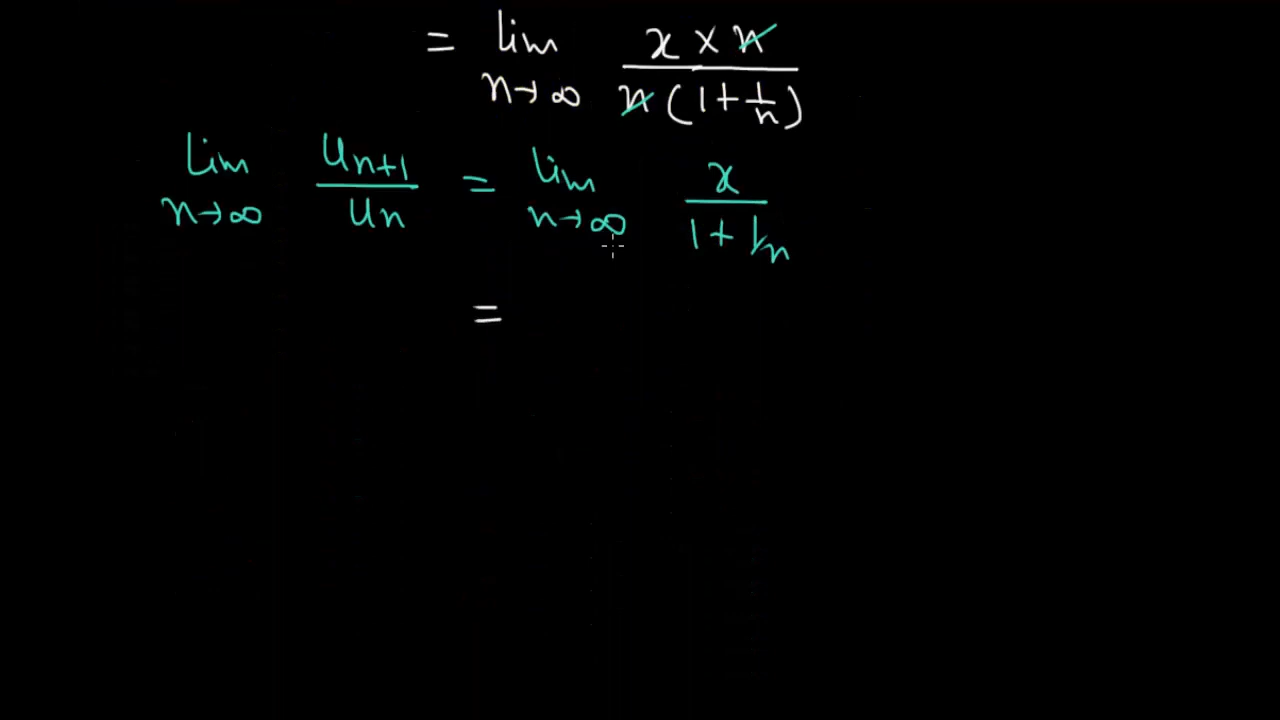 = lim n→∞ x × n / n (1 + 1/n)
lim n→∞ Un+1 / Un = lim n→∞ x / 1 + 1/n
=